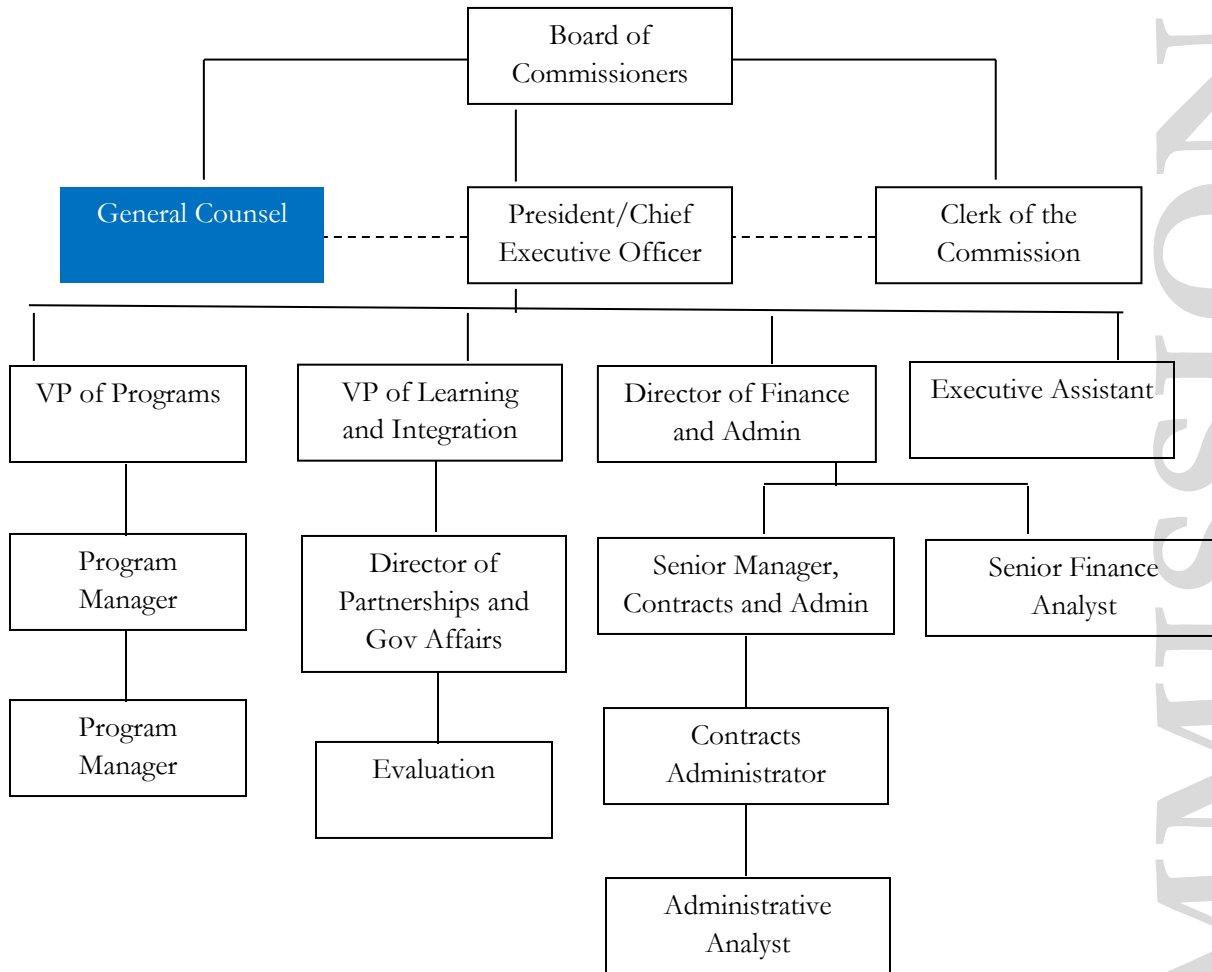 Board of
Commissioners
General Counsel
President/Chief
Executive Officer
Clerk of the
Commission
VP of Programs
VP of Learning
and Integration
Director of Finance
and Admin
Executive Assistant
Program
Manager
Director of
Partnerships and
Gov Affairs
Senior Manager,
Contracts and Admin
Senior Finance
Analyst
Program
Manager
Evaluation
Contracts
Administrator
Administrative
Analyst
MMISSION